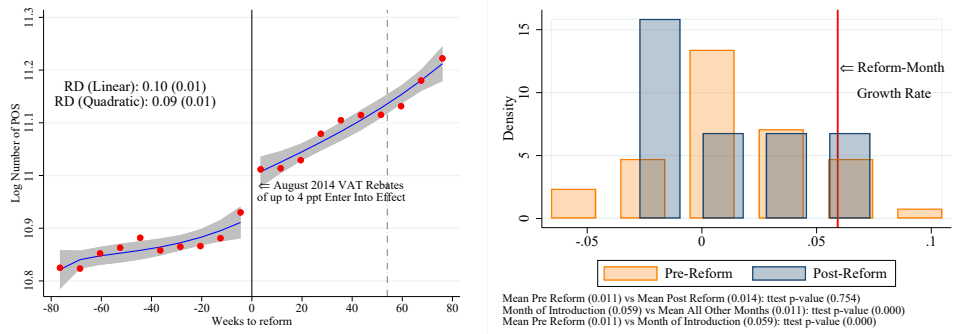 11.3
11.2
11.1
11
10.9
10.8
Log Number of POS
RD (Linear): 0.10 (0.01)
RD (Quadratic): 0.09 (0.01)
⇐ August 2014 VAT Rebates
of up to 4 ppt Enter Into Effect
-80
-60
-40
-20
0
20
40
60
80
Weeks to reform
15
10
5
0
Density
⇐ Reform-Month
Growth Rate
-.05
0
.05
.1
Pre-Reform
Post-Reform
Mean Pre Reform (0.011) vs Mean Post Reform (0.014): ttest p-value (0.754)
Month of Introduction (0.059) vs Mean All Other Months (0.011): ttest p-value (0.000)
Mean Pre Reform (0.011) vs Month of Introduction (0.059): ttest p-value (0.000)